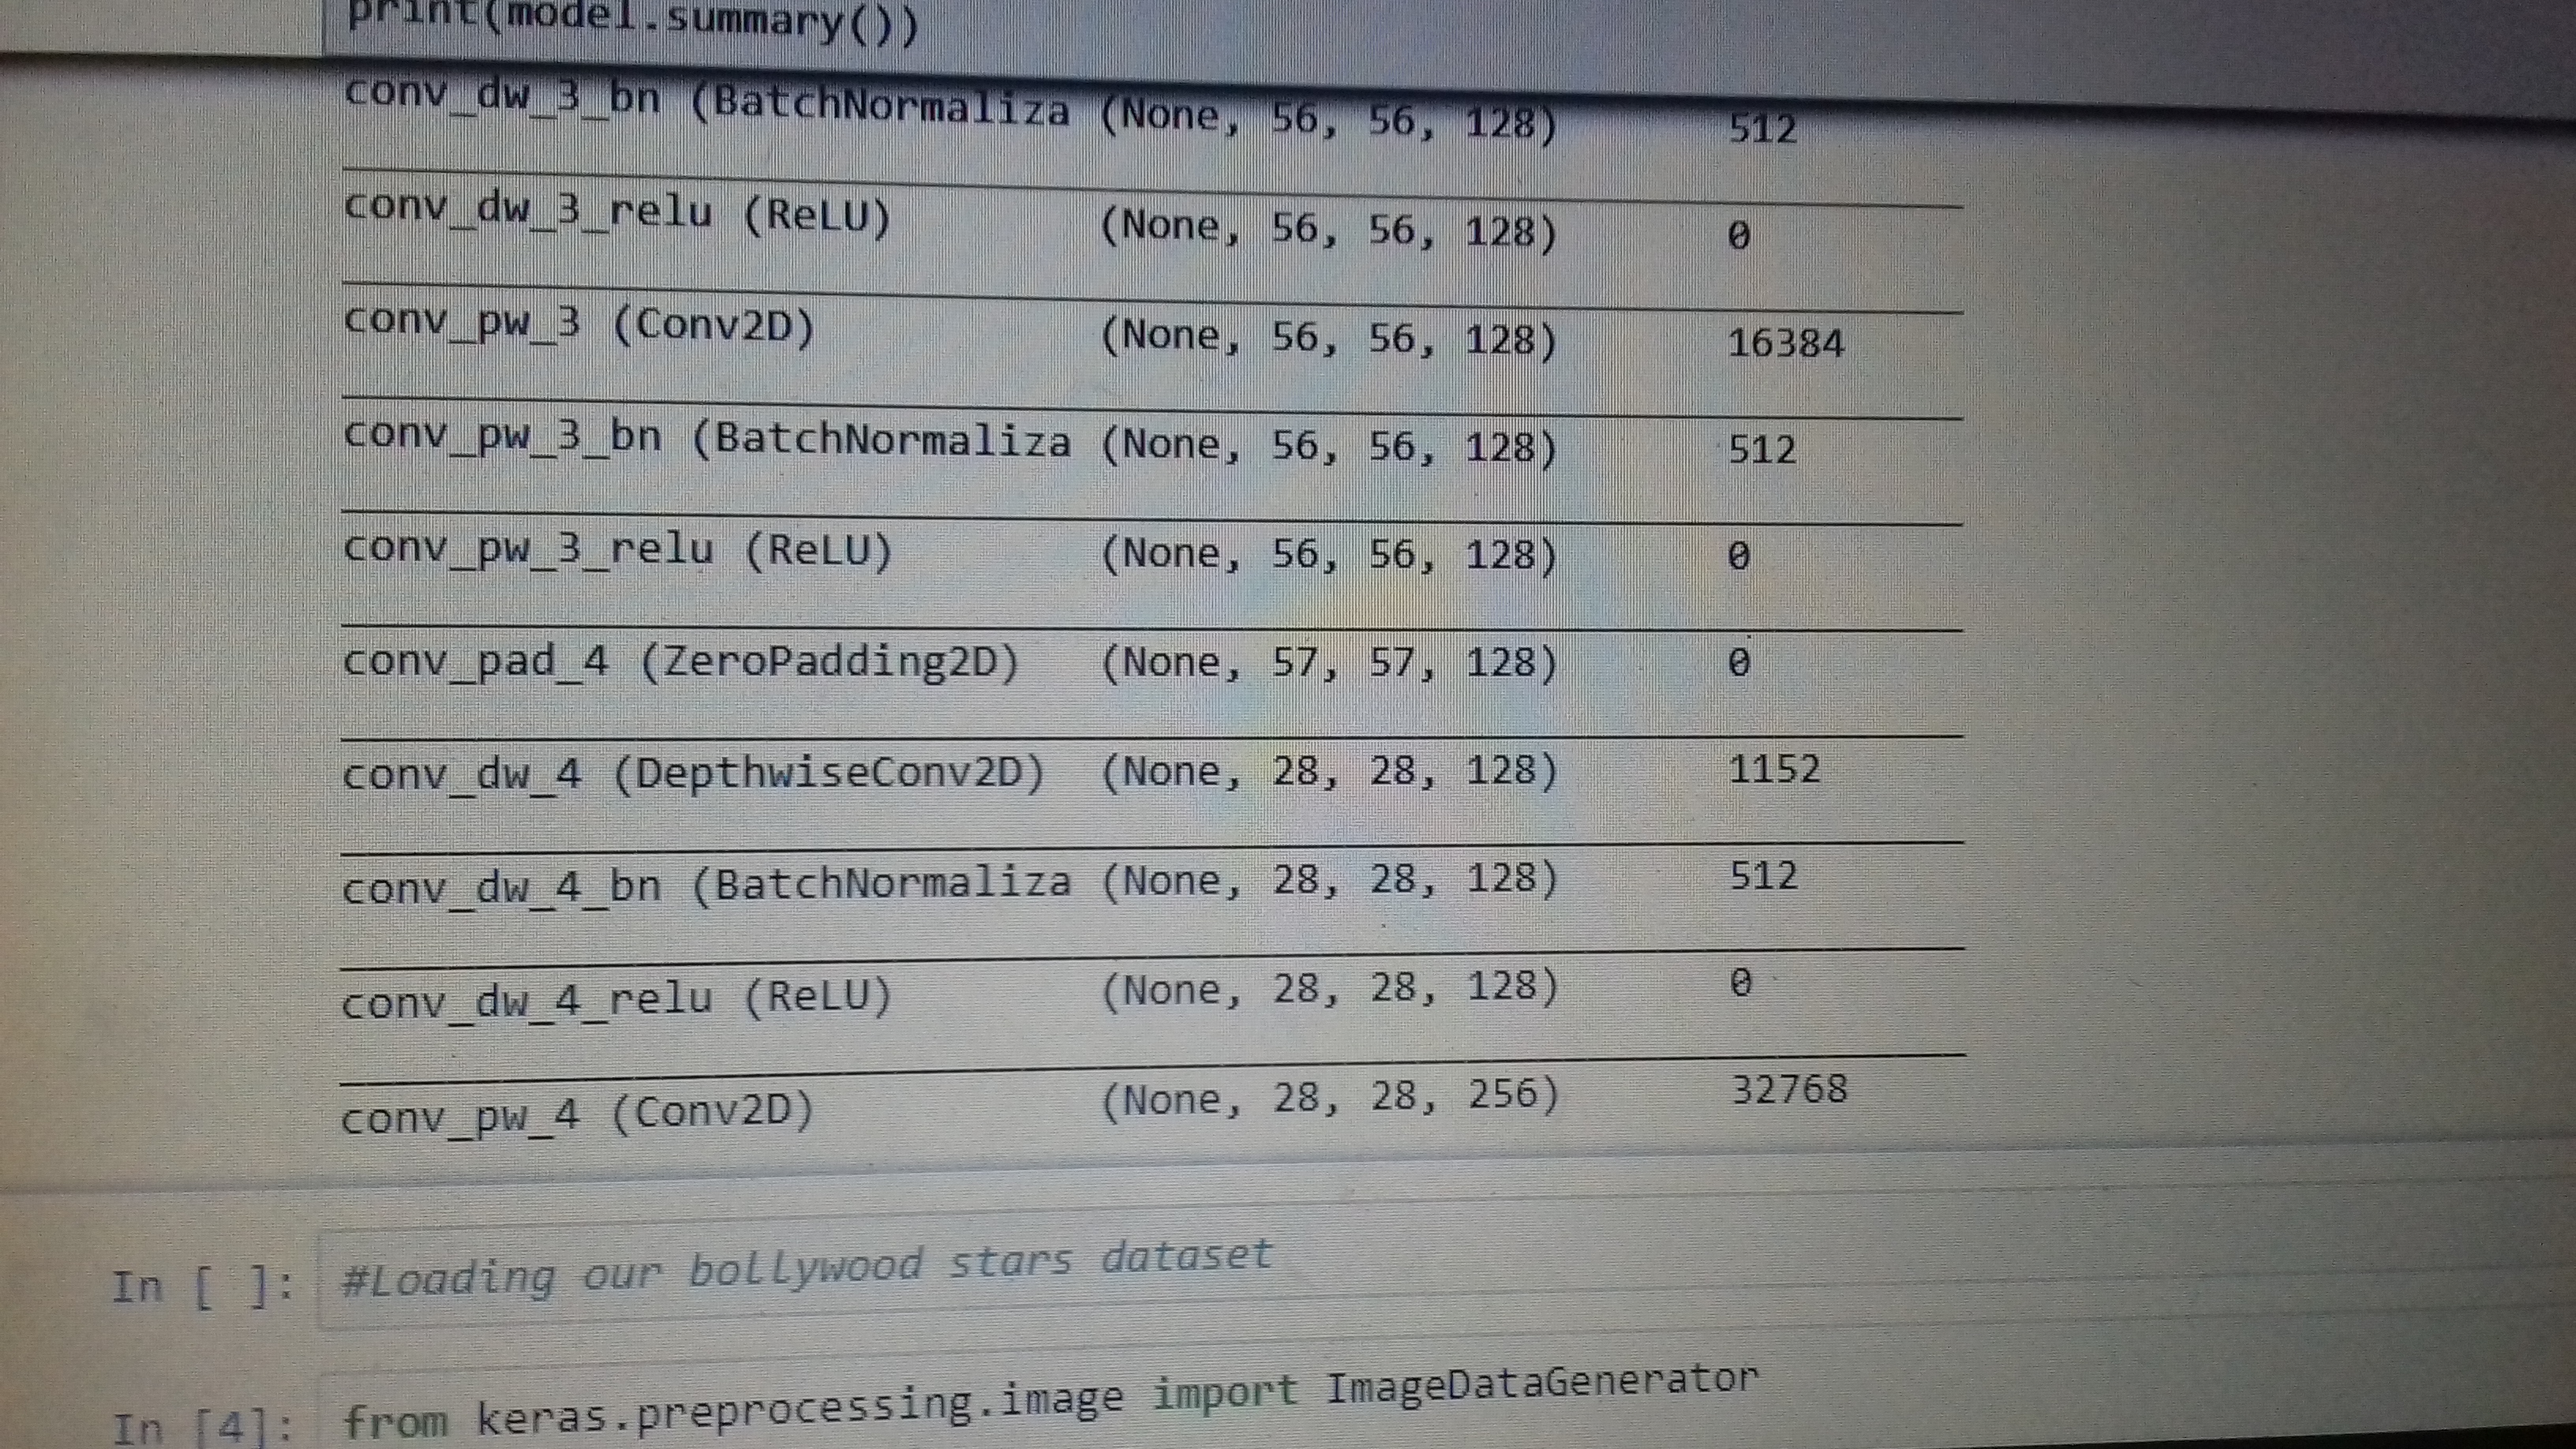 print(model.summary())
conv_dw_3_bn (BatchNormaliza (None, 56, 56, 128) 512
conv_dw_3_relu (ReLU) (None, 56, 56, 128) 0
conv_pw_3 (Conv2D) (None, 56, 56, 128) 16384
conv_pw_3_bn (BatchNormaliza (None, 56, 56, 128) 512
conv_pw_3_relu (ReLU) (None, 56, 56, 128) 0
conv_pad_4 (ZeroPadding2D) (None, 57, 57, 128) 0
conv_dw_4 (DepthwiseConv2D) (None, 28, 28, 128) 1152
conv_dw_4_bn (BatchNormaliza (None, 28, 28, 128) 512
conv_dw_4_relu (ReLU) (None, 28, 28, 128) 0
conv_pw_4 (Conv2D) (None, 28, 28, 256) 32768
In [ ]: #Loading our bollywood stars dataset
In [4]: from keras.preprocessing.image import ImageDataGenerator